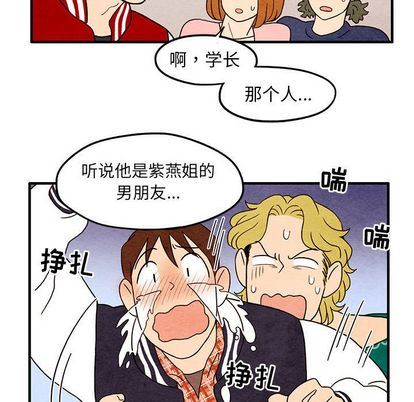 啊，学长
那个人...
听说他是紫燕姐的
男朋友...
喘
喘
挣扎
挣扎